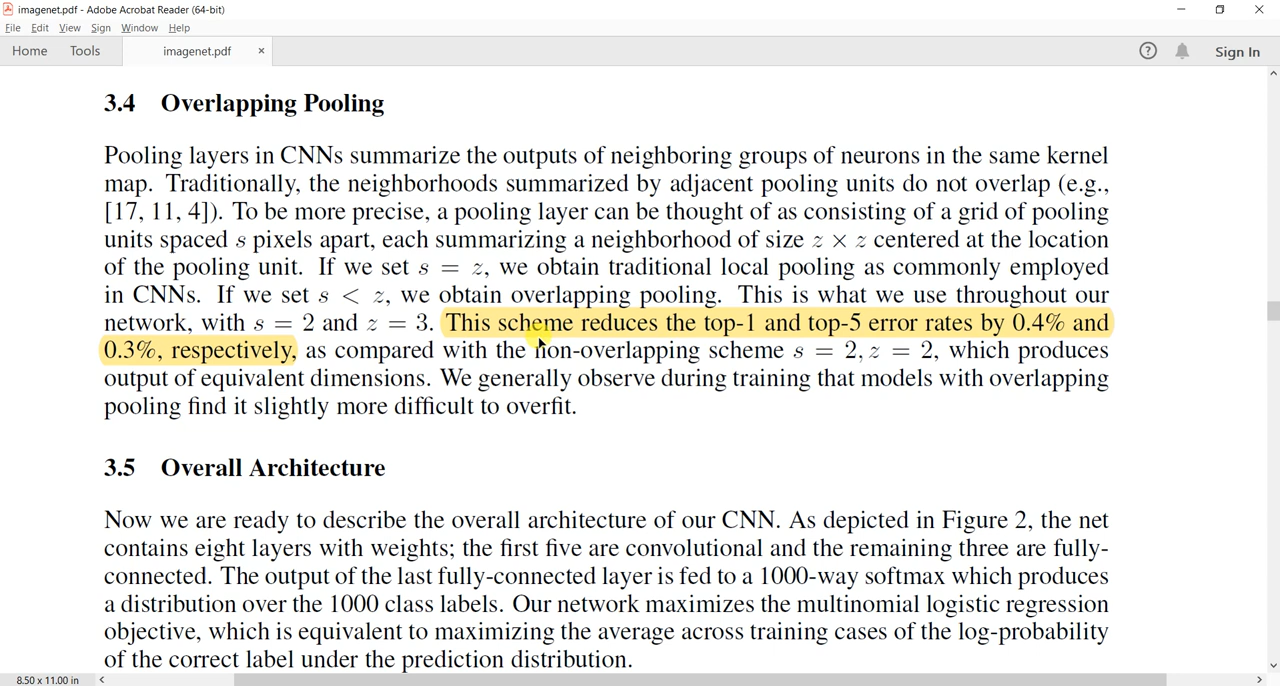 imagenet.pdf - Adobe Acrobat Reader (64-bit)
File Edit View Sign Window Help
Home Tools imagenet.pdf × ? Sign In
3.4 Overlapping Pooling
Pooling layers in CNNs summarize the outputs of neighboring groups of neurons in the same kernel
map. Traditionally, the neighborhoods summarized by adjacent pooling units do not overlap (e.g.,
[17, 11, 4]). To be more precise, a pooling layer can be thought of as consisting of a grid of pooling
units spaced s pixels apart, each summarizing a neighborhood of size z × z centered at the location
of the pooling unit. If we set s = z, we obtain traditional local pooling as commonly employed
in CNNs. If we set s < z, we obtain overlapping pooling. This is what we use throughout our
network, with s = 2 and z = 3. This scheme reduces the top-1 and top-5 error rates by 0.4% and
0.3%, respectively, as compared with the non-overlapping scheme s = 2, z = 2, which produces
output of equivalent dimensions. We generally observe during training that models with overlapping
pooling find it slightly more difficult to overfit.
3.5 Overall Architecture
Now we are ready to describe the overall architecture of our CNN. As depicted in Figure 2, the net
contains eight layers with weights; the first five are convolutional and the remaining three are fully-
connected. The output of the last fully-connected layer is fed to a 1000-way softmax which produces
a distribution over the 1000 class labels. Our network maximizes the multinomial logistic regression
objective, which is equivalent to maximizing the average across training cases of the log-probability
of the correct label under the prediction distribution.
8.50 x 11.00 in